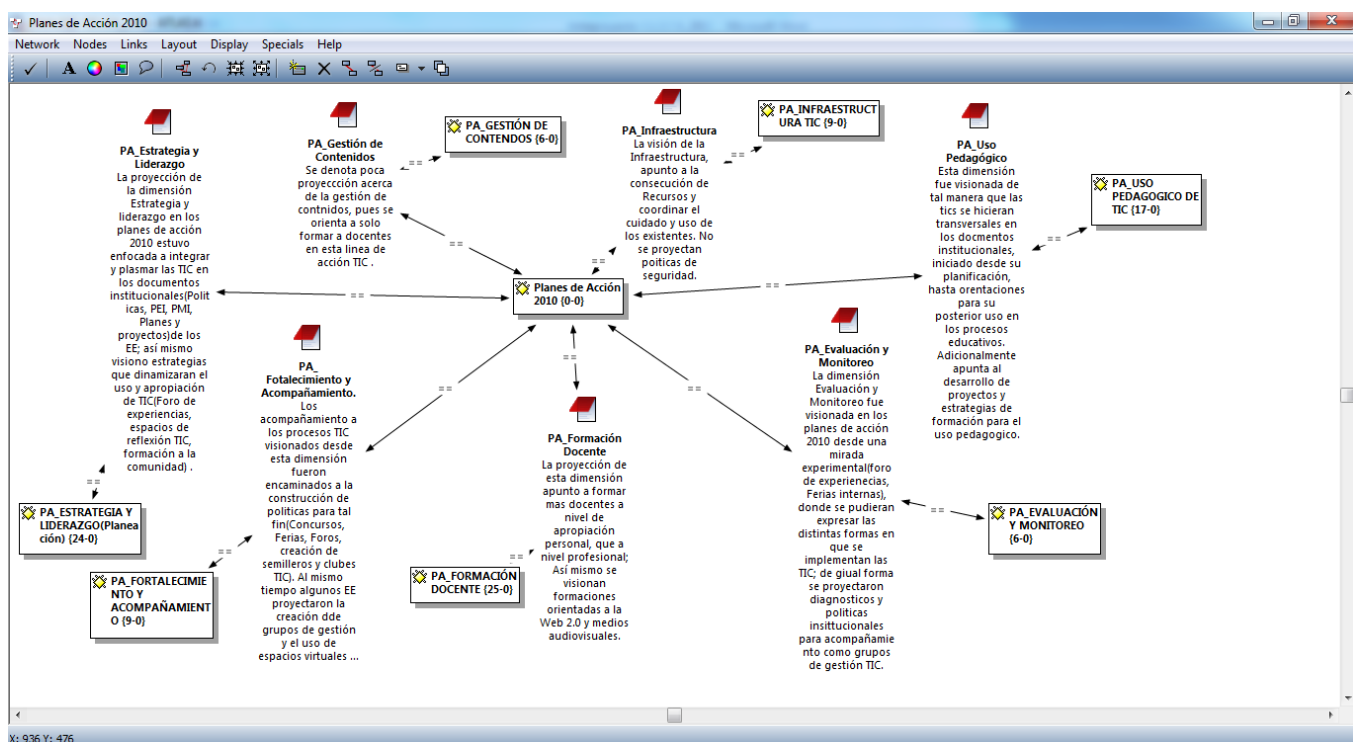 Planes de Acción 2010
Network Nodes Links Layout Display Specials Help
PA_Estrategia y
Liderazgo
La proyección de
la dimensión
Estrategia y
liderazgo en los
planes de acción
2010 estuvo
enfocada a integrar
y plasmar las TIC en
los documentos
institucionales(Polit
icas, PEI, PMI,
Planes y
proyectos)de los
EE; así mismo
visiono estrategias
que dinamizaran el
uso y apropiación
de TIC(Foro de
experiencias,
espacios de
reflexión TIC,
formación a la
comunidad) .
==
PA_ESTRATEGIA Y
LIDERAZGO(Planea
ción) {24-0}
PA_Gestión de
Contenidos
Se denota poca
proyeccción acerca
de la gestión de
contnidos, pues se
orienta a solo
formar a docentes
en esta linea de
acción TIC .
==
PA_GESTIÓN DE
CONTENDOS {6-0}
PA_Infraestructura
La visión de la
Infraestructura,
apunto a la
consecución de
Recursos y
coordinar el
cuidado y uso de
los existentes. No
se proyectan
poiticas de
seguridad.
==
PA_INFRAESTRUCT
URA TIC {9-0}
PA_Uso
Pedagógico
Esta dimensión
fue visionada de
tal manera que las
tics se hicieran
transversales en
los docmentos
institucionales,
iniciado desde su
planificación,
hasta orentaciones
para su
posterior uso en
los procesos
educativos.
Adicionalmente
apunta al
desarrollo de
proyectos y
estrategias de
formación para el
uso pedagogico.
==
PA_USO
PEDAGOGICO DE
TIC {17-0}
==
==
==
==
Planes de Acción
2010 {0-0}
==
==
==
PA_
Fotalecimiento y
Acompañamiento.
Los
acompañamiento a
los procesos TIC
visionados desde
esta dimensión
fueron
encaminados a la
construcción de
politicas para tal
fin(Concursos,
Ferias, Foros,
creación de
semilleros y clubes
TIC). Al mismo
tiempo algunos EE
proyectaron la
creación dde
grupos de gestión
y el uso de
espacios virtuales ...
==
PA_FORTALECIMIE
NTO Y
ACOMPAÑAMIENT
O {9-0}
PA_Formación
Docente
La proyección de
esta dimensión
apunto a formar
mas docentes a
nivel de
apropiación
personal, que a
nivel profesional;
Así mismo se
visionan
formaciones
orientadas a la
Web 2.0 y medios
audiovisuales.
==
PA_FORMACIÓN
DOCENTE {25-0}
PA_Evaluación y
Monitoreo
La dimensión
Evaluación y
Monitoreo fue
visionada en los
planes de acción
2010 desde una
mirada
experimental(foro
de experienecias,
Ferias internas),
donde se pudieran
expresar las
distintas formas en
que se
implementan las
TIC; de giual forma
se proyectaron
diagnosticos y
politicas
insittucionales
para acompañamie
nto como grupos
de gestión TIC.
==
PA_EVALUACIÓN
Y MONITOREO
{6-0}
X: 936 Y: 476